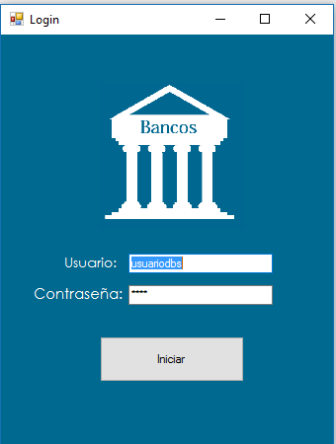 Login
Bancos
Usuario: usuariodbs
Contraseña: ****
Iniciar